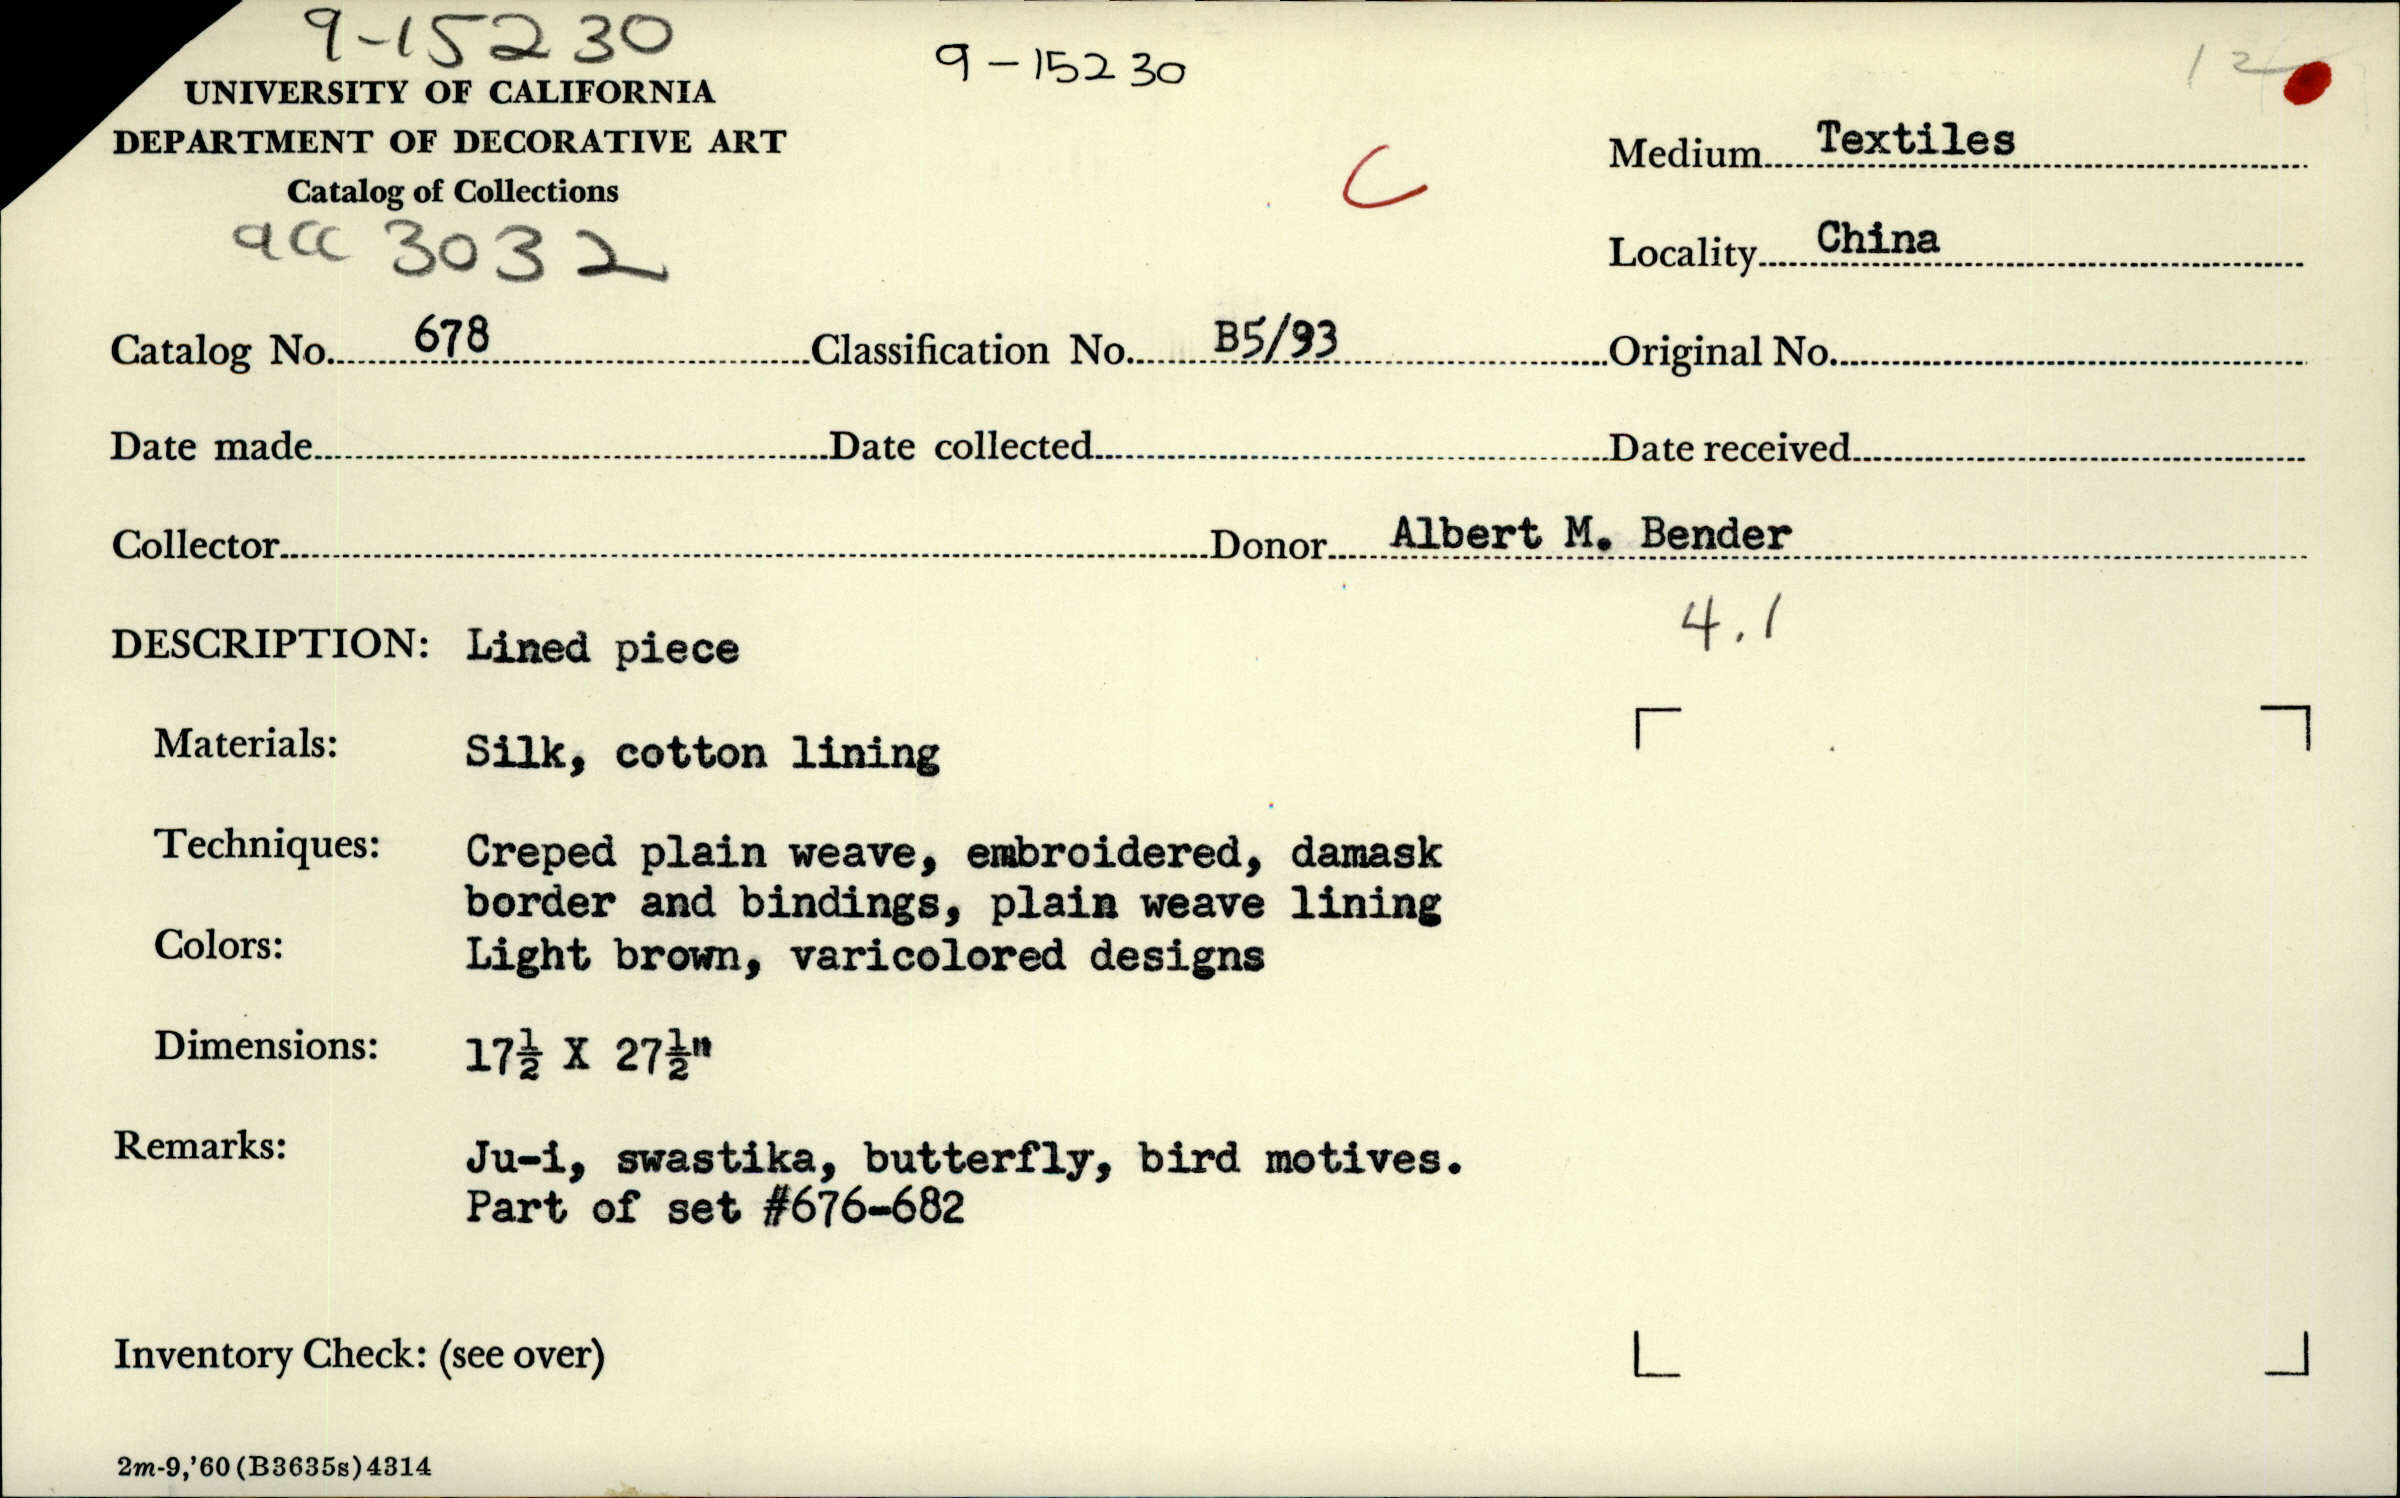 9-15230
9-15230
UNIVERSITY OF CALIFORNIA
DEPARTMENT OF DECORATIVE ART
Catalog of Collections
acc 3032
C
Medium Textiles
Locality China
Catalog No. 678 Classification No. B5/93 Original No.
Date made Date collected Date received
Collector Donor Albert M. Bender
4.1
DESCRIPTION: Lined piece
Materials: Silk, cotton lining
Techniques: Creped plain weave, embroidered, damask
border and bindings, plain weave lining
Colors: Light brown, varicolored designs
Dimensions: 17½ X 27½"
Remarks: Ju-i, swastika, butterfly, bird motives.
Part of set #676-682
Inventory Check: (see over)
2m-9,'60 (B3635s) 4314